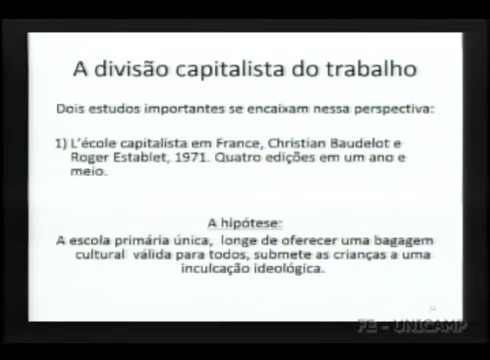 A divisão capitalista do trabalho
Dois estudos importantes se encaixam nessa perspectiva:
1) L'école capitalista em France, Christian Baudelot e
Roger Establet, 1971. Quatro edições em um ano e
meio.
A hipótese:
A escola primária única, longe de oferecer uma bagagem
cultural válida para todos, submete as crianças a uma
inculcação ideológica.
FE - UNICAMP